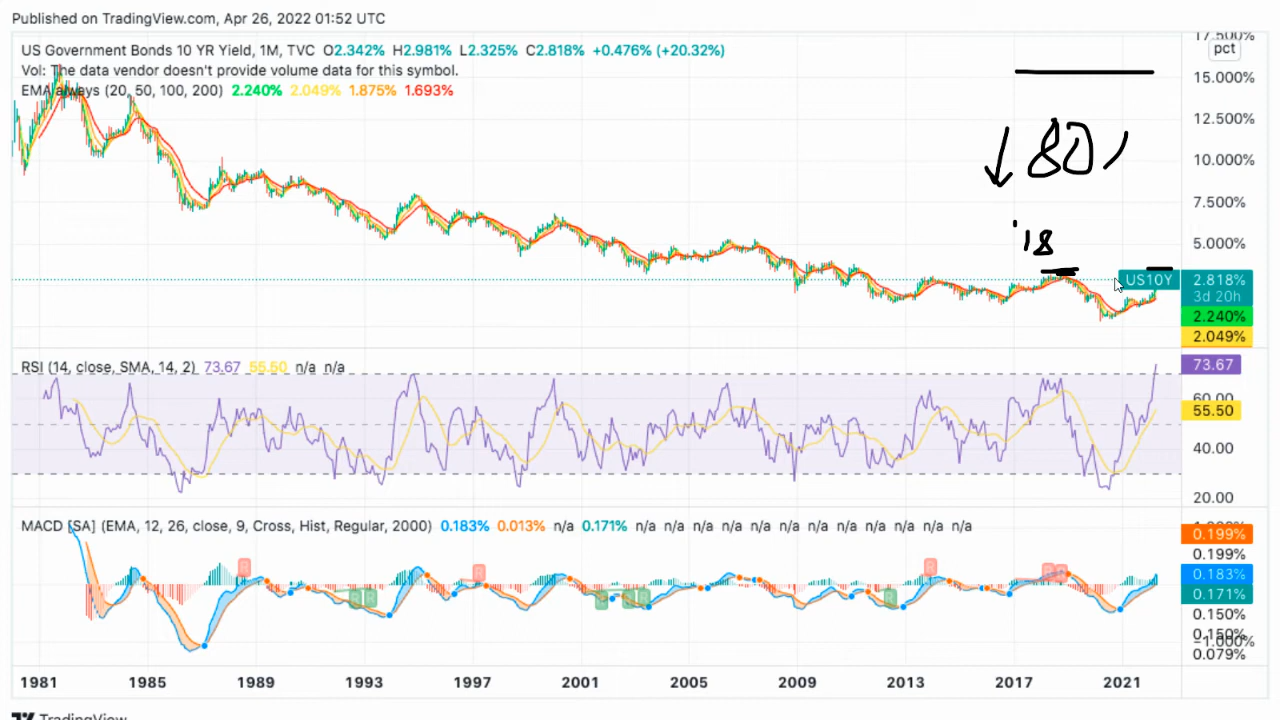 Published on TradingView.com, Apr 26, 2022 01:52 UTC
US Government Bonds 10 YR Yield, 1M, TVC O2.342% H2.981% L2.325% C2.818% +0.476% (+20.32%)
Vol: The data vendor doesn't provide volume data for this symbol.
EMA always (20, 50, 100, 200) 2.240% 2.049% 1.875% 1.693%
17.500%
pct
15.000%
12.500%
10.000%
7.500%
5.000%
↓ 80%
'18
US10Y 2.818%
3d 20h
2.240%
2.049%
RSI (14, close, SMA, 14, 2) 73.67 55.50 n/a n/a
73.67
60.00
55.50
40.00
20.00
MACD [SA] (EMA, 12, 26, close, 9, Cross, Hist, Regular, 2000) 0.183% 0.013% n/a 0.171% n/a n/a n/a n/a n/a n/a n/a n/a n/a n/a
0.199%
0.199%
0.183%
0.171%
0.150%
0.150%
−1.000%
0.079%
R R R R R
R R R R R R
1981 1985 1989 1993 1997 2001 2005 2009 2013 2017 2021
TradingView